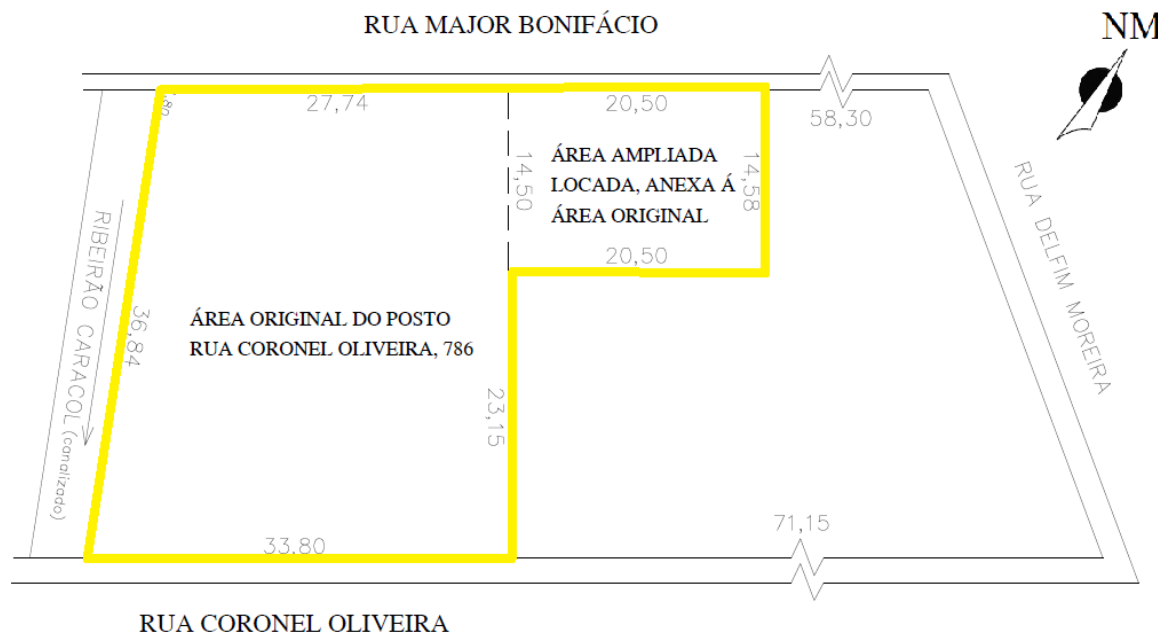 RUA MAJOR BONIFÁCIO
NM
27,74
20,50
58,30
ÁREA AMPLIADA
LOCADA, ANEXA Á
ÁREA ORIGINAL
14,50
14,58
20,50
RUA DELFIM MOREIRA
RIBEIRÃO CARACOL (canalizado)
36,84
ÁREA ORIGINAL DO POSTO
RUA CORONEL OLIVEIRA, 786
23,15
33,80
71,15
RUA CORONEL OLIVEIRA